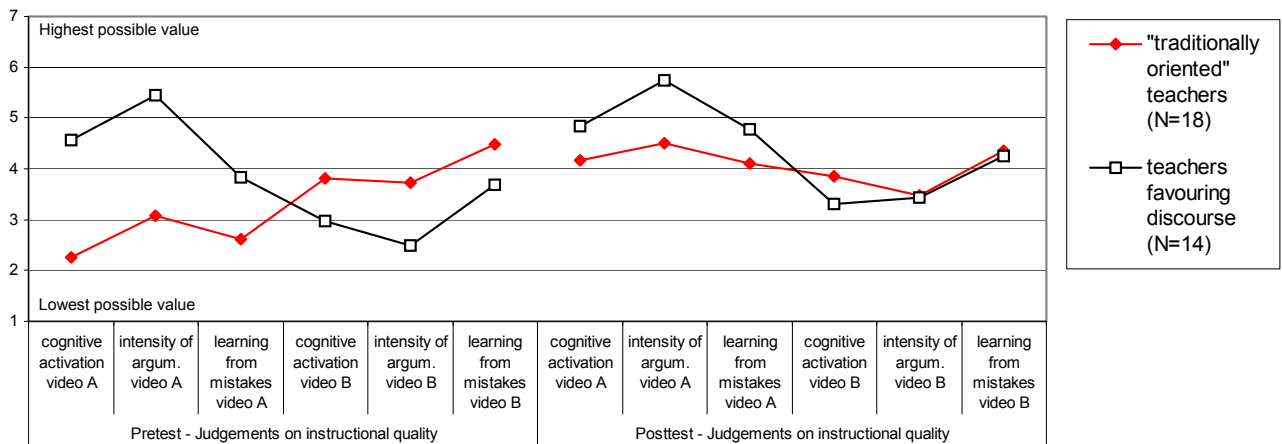 7
Highest possible value
6
5
4
3
2
Lowest possible value
1
cognitive
activation
video A
intensity of
argum.
video A
learning
from
mistakes
video A
cognitive
activation
video B
intensity of
argum.
video B
learning
from
mistakes
video B
cognitive
activation
video A
intensity of
argum.
video A
learning
from
mistakes
video A
cognitive
activation
video B
intensity of
argum.
video B
learning
from
mistakes
video B
Pretest - Judgements on instructional quality
Posttest - Judgements on instructional quality
"traditionally
oriented"
teachers
(N=18)
teachers
favouring
discourse
(N=14)